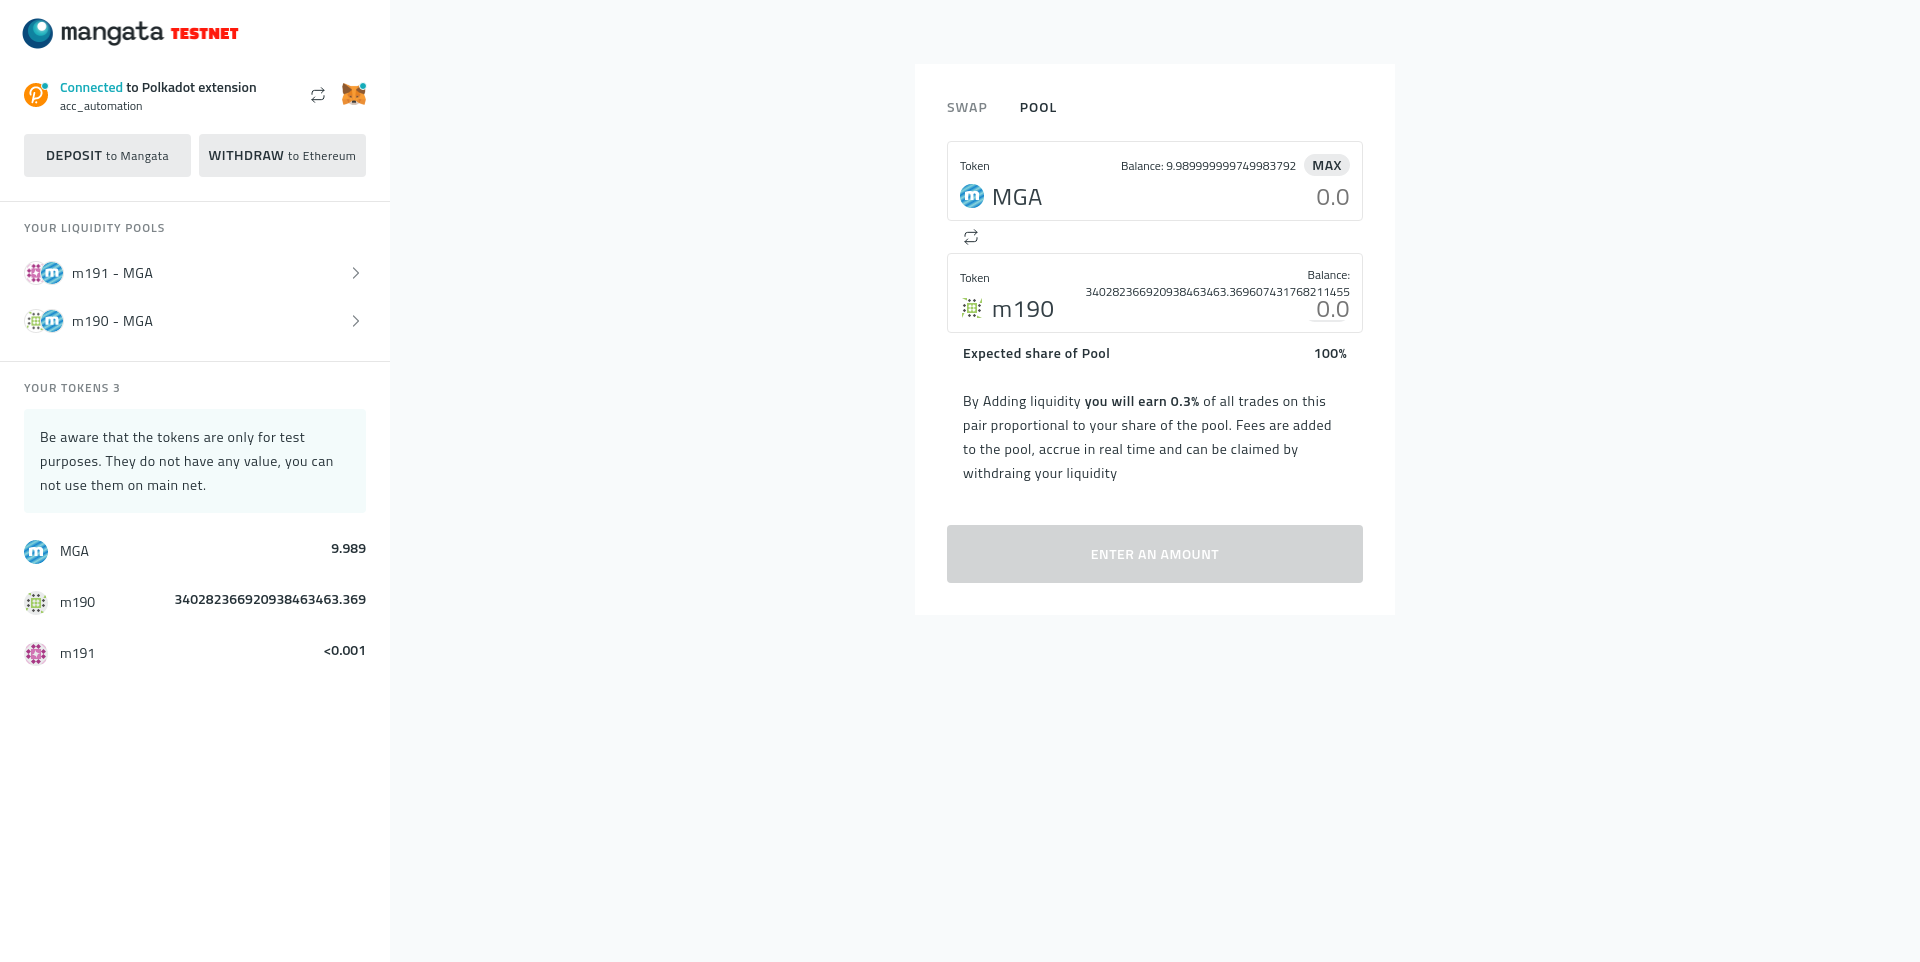 mangata TESTNET
Connected to Polkadot extension
acc_automation
DEPOSIT to Mangata
WITHDRAW to Ethereum
YOUR LIQUIDITY POOLS
m191 - MGA
m190 - MGA
YOUR TOKENS 3
Be aware that the tokens are only for test
purposes. They do not have any value, you can
not use them on main net.
MGA 9.989
m190 340282366920938463463.369
m191 <0.001
SWAP POOL
Token Balance: 9.989999999749983792 MAX
MGA 0.0
Token Balance:
340282366920938463463.369607431768211455
m190 0.0
Expected share of Pool 100%
By Adding liquidity you will earn 0.3% of all trades on this
pair proportional to your share of the pool. Fees are added
to the pool, accrue in real time and can be claimed by
withdraing your liquidity
ENTER AN AMOUNT